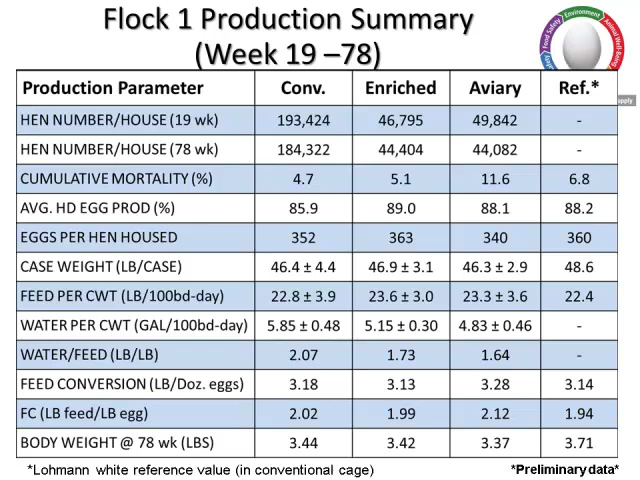 Flock 1 Production Summary
(Week 19 –78)
Food Safety Environment Animal Well-Being
Production Parameter Conv. Enriched Aviary Ref.*
HEN NUMBER/HOUSE (19 wk) 193,424 46,795 49,842 -
HEN NUMBER/HOUSE (78 wk) 184,322 44,404 44,082 -
CUMULATIVE MORTALITY (%) 4.7 5.1 11.6 6.8
AVG. HD EGG PROD (%) 85.9 89.0 88.1 88.2
EGGS PER HEN HOUSED 352 363 340 360
CASE WEIGHT (LB/CASE) 46.4 ± 4.4 46.9 ± 3.1 46.3 ± 2.9 48.6
FEED PER CWT (LB/100bd-day) 22.8 ± 3.9 23.6 ± 3.0 23.3 ± 3.6 22.4
WATER PER CWT (GAL/100bd-day) 5.85 ± 0.48 5.15 ± 0.30 4.83 ± 0.46 -
WATER/FEED (LB/LB) 2.07 1.73 1.64 -
FEED CONVERSION (LB/Doz. eggs) 3.18 3.13 3.28 3.14
FC (LB feed/LB egg) 2.02 1.99 2.12 1.94
BODY WEIGHT @ 78 wk (LBS) 3.44 3.42 3.37 3.71
*Lohmann white reference value (in conventional cage) *Preliminary data*